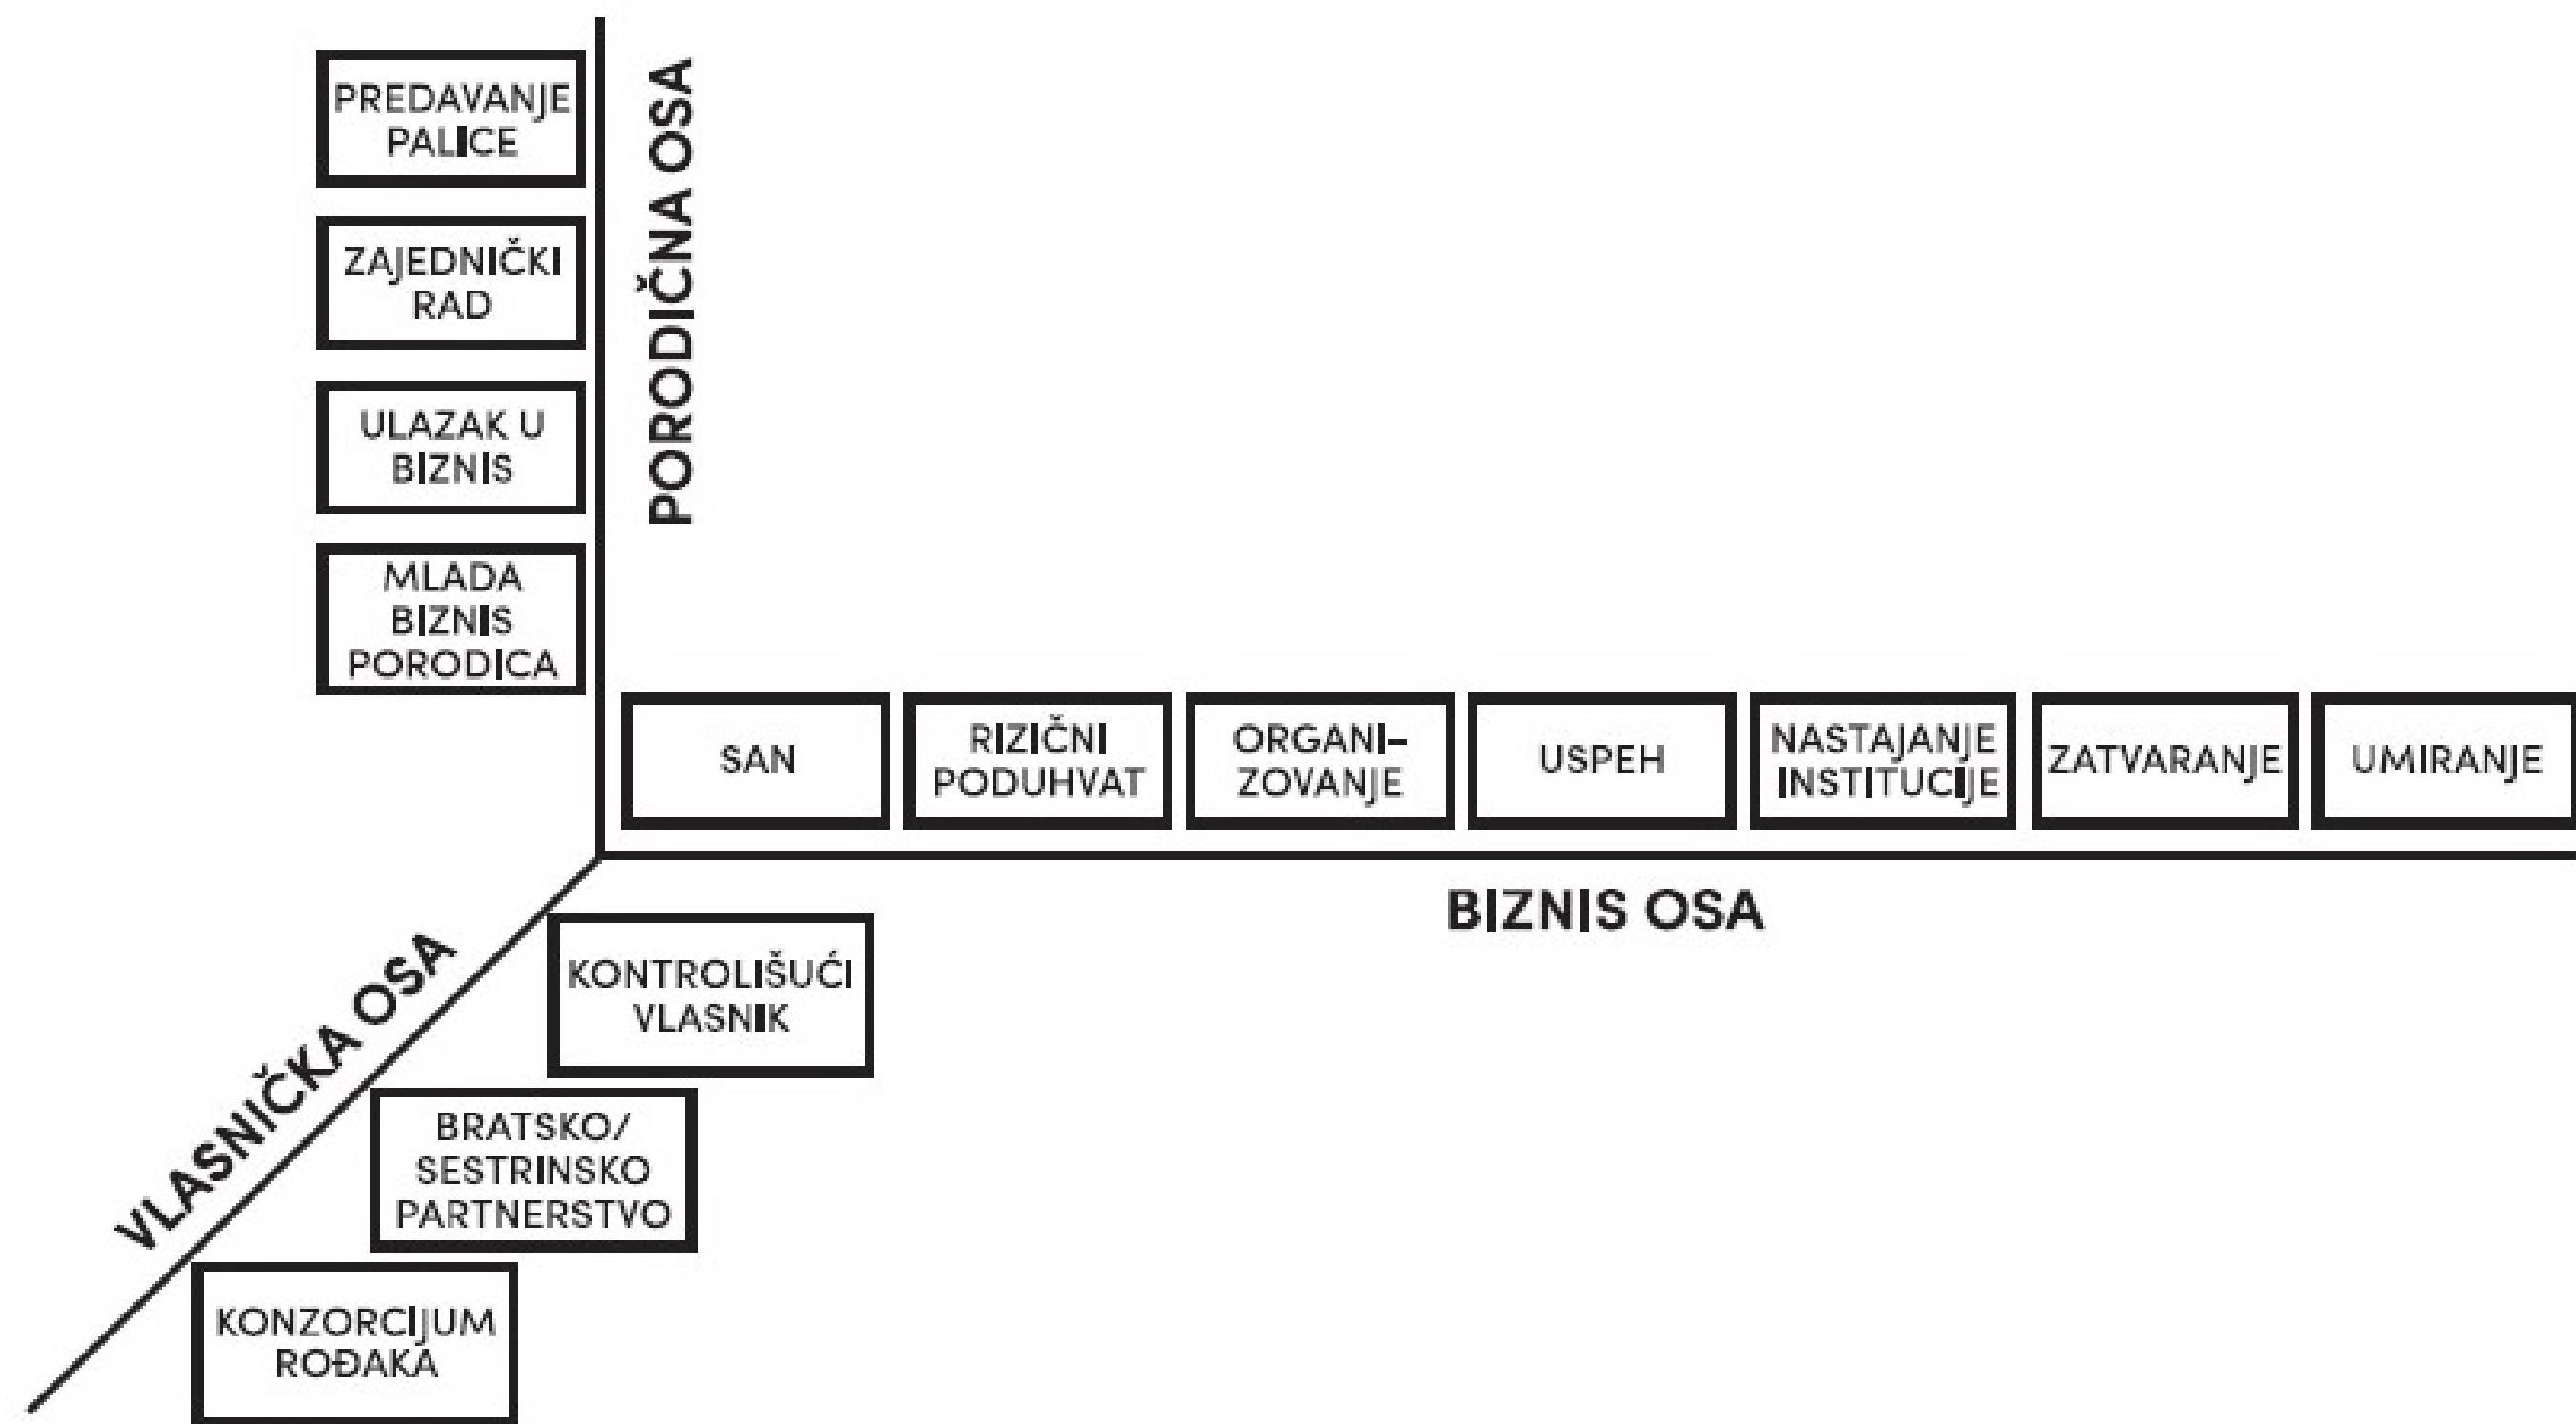 PREDAVANJE
PALICE
ZAJEDNIČKI
RAD
ULAZAK U
BIZNIS
MLADA
BIZNIS
PORODICA
PORODIČNA OSA
SAN
RIZIČNI
PODUHVAT
ORGANI-
ZOVANJE
USPEH
NASTAJANJE
INSTITUCIJE
ZATVARANJE
UMIRANJE
BIZNIS OSA
VLASNIČKA OSA
KONTROLIŠUĆI
VLASNIK
BRATSKO/
SESTRINSKO
PARTNERSTVO
KONZORCIJUM
ROĐAKA